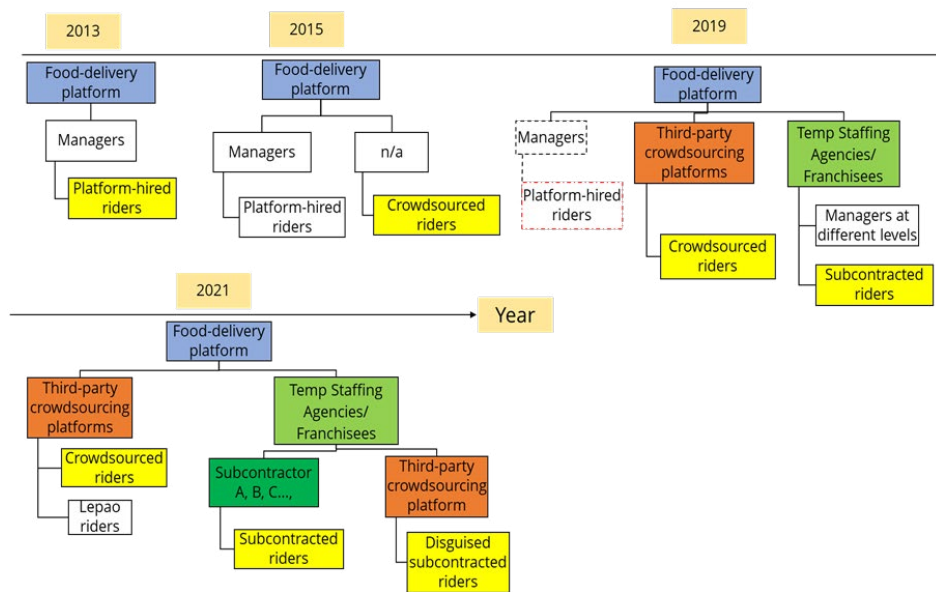 2013
2015
2019
Food-delivery
platform
Managers
Platform-hired
riders
Food-delivery
platform
Managers
n/a
Platform-hired
riders
Crowdsourced
riders
Food-delivery
platform
Managers
Third-party
crowdsourcing
platforms
Temp Staffing
Agencies/
Franchisees
Platform-hired
riders
Managers at
different levels
Crowdsourced
riders
Subcontracted
riders
2021
Year
Food-delivery
platform
Third-party
crowdsourcing
platforms
Temp Staffing
Agencies/
Franchisees
Crowdsourced
riders
Lepao
riders
Subcontractor
A, B, C...,
Third-party
crowdsourcing
platform
Subcontracted
riders
Disguised
subcontracted
riders